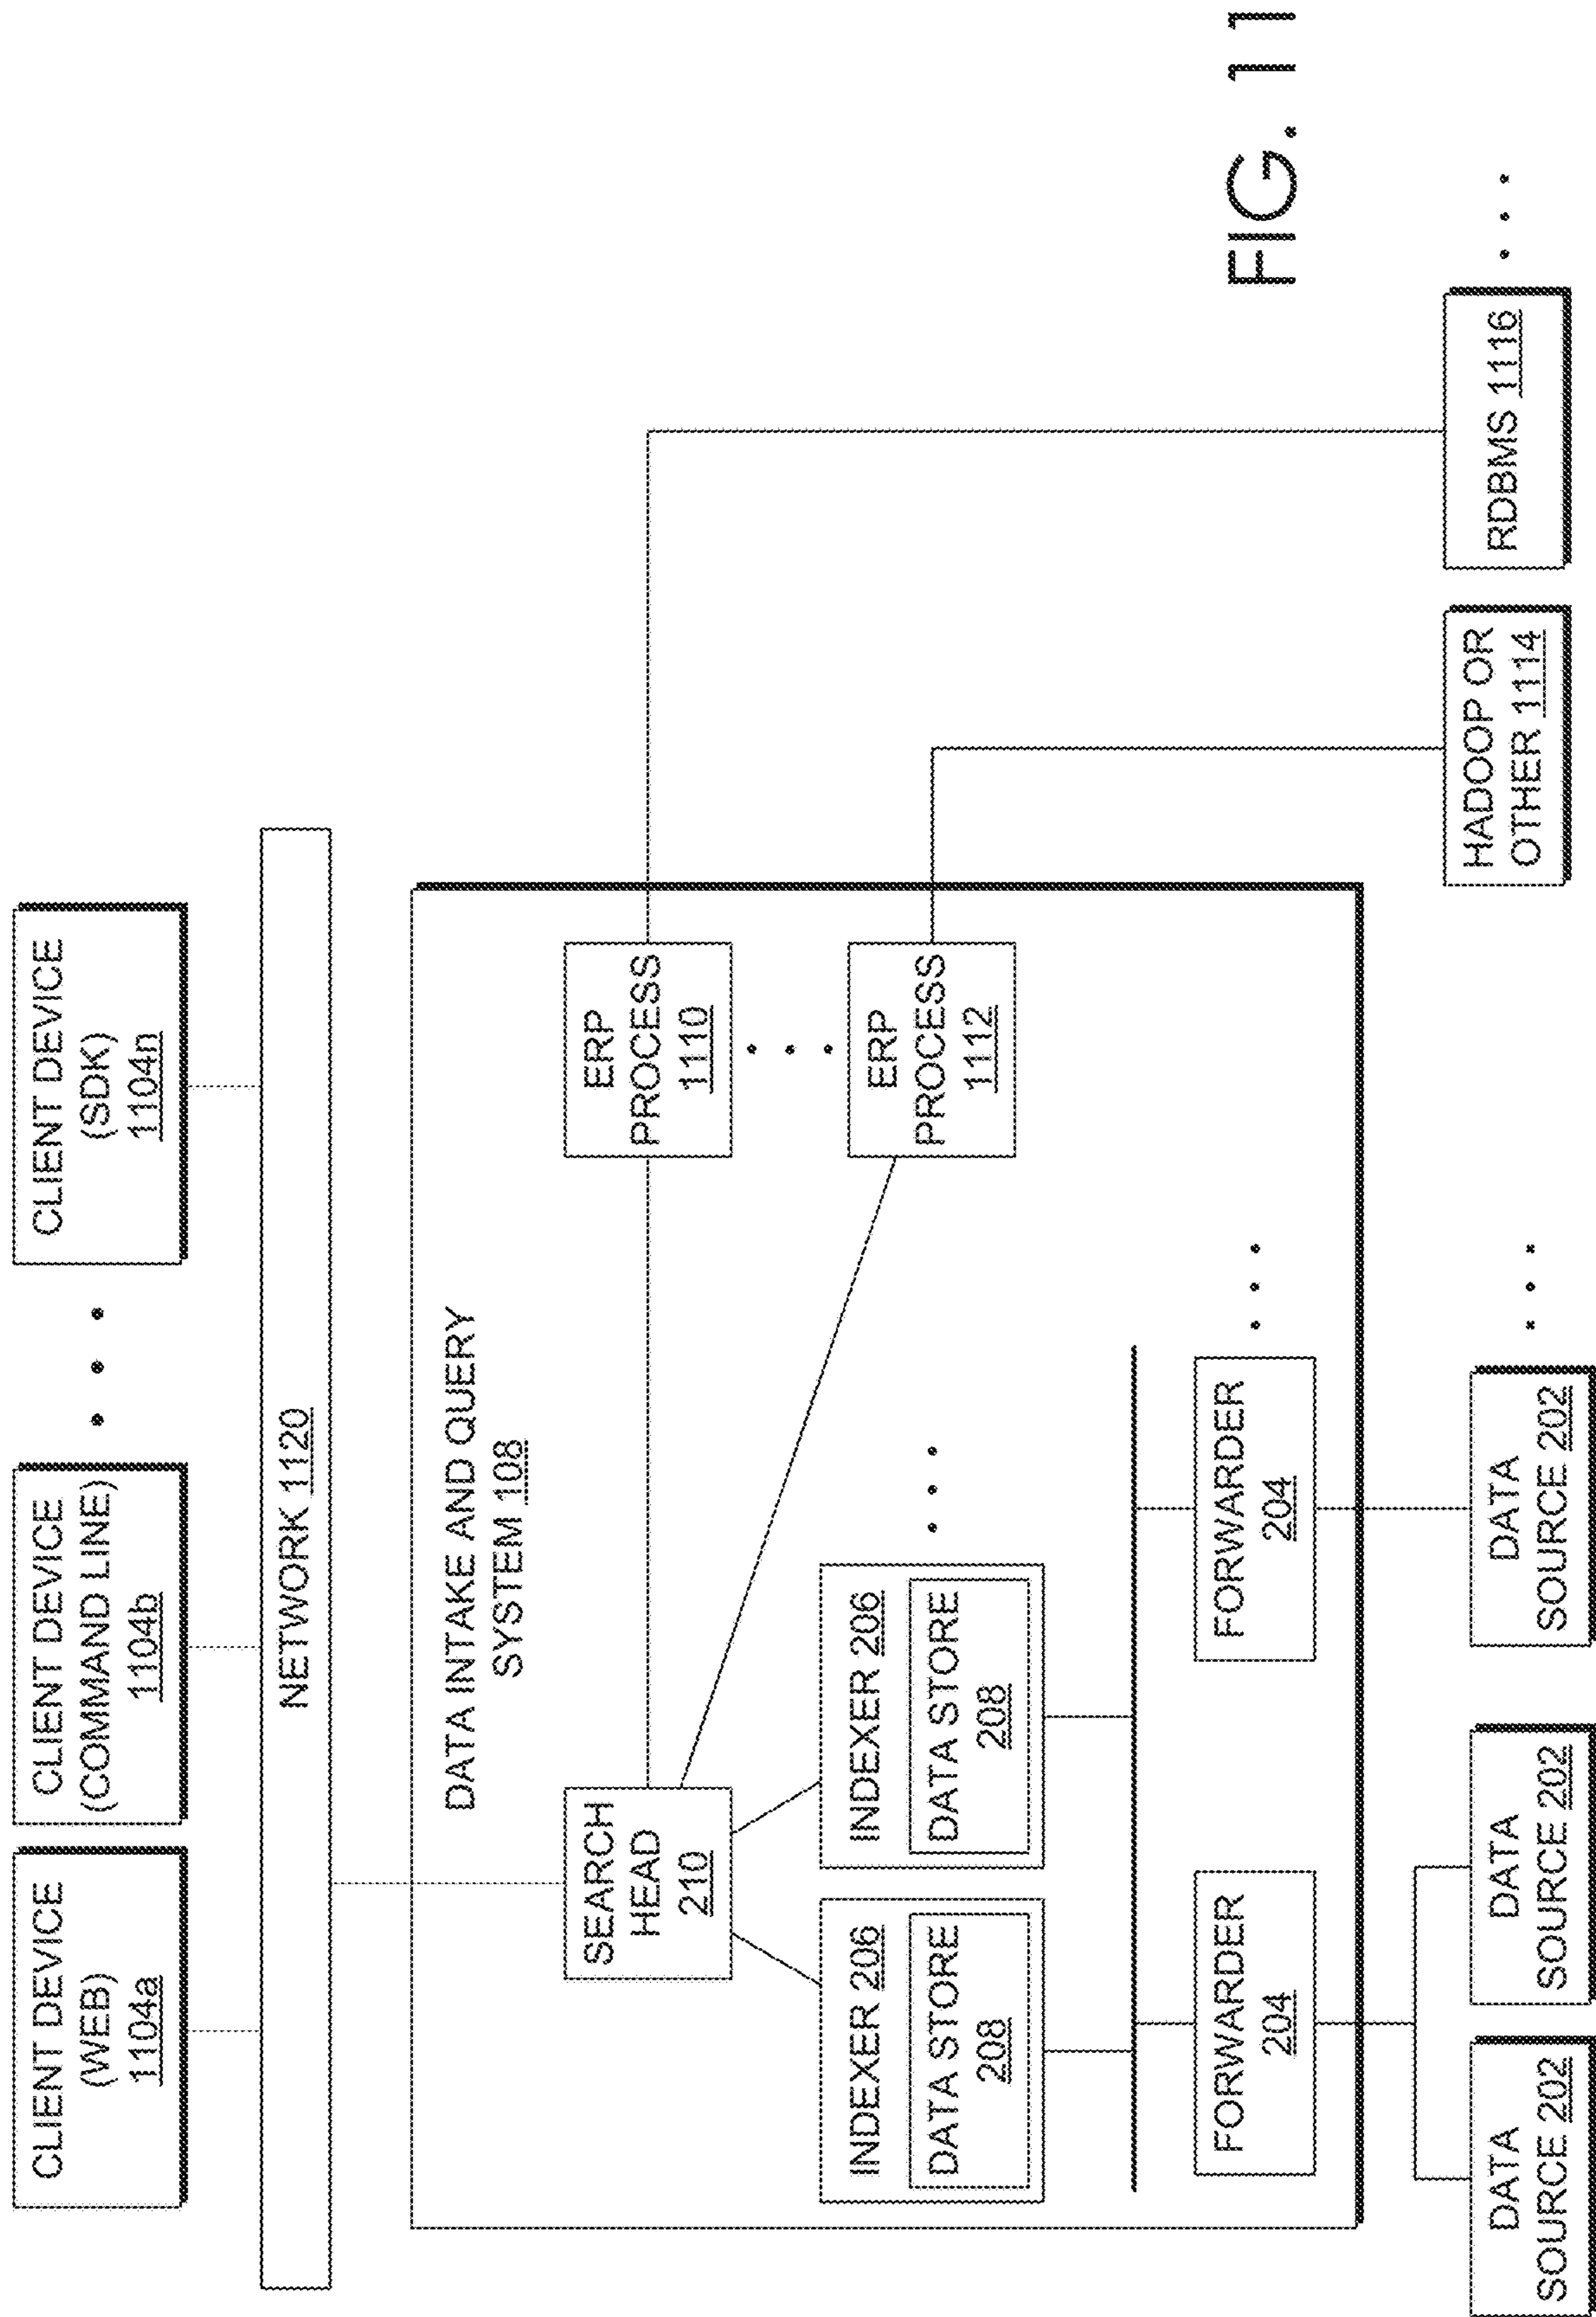 CLIENT DEVICE
(WEB)
1104a
CLIENT DEVICE
(COMMAND LINE)
1104b
CLIENT DEVICE
(SDK)
1104n
NETWORK 1120
DATA INTAKE AND QUERY
SYSTEM 108
SEARCH
HEAD
210
ERP
PROCESS
1110
INDEXER 206
DATA STORE
208
INDEXER 206
DATA STORE
208
ERP
PROCESS
1112
FORWARDER
204
FORWARDER
204
DATA
SOURCE 202
DATA
SOURCE 202
DATA
SOURCE 202
HADOOP OR
OTHER 1114
RDBMS 1116
FIG. 11